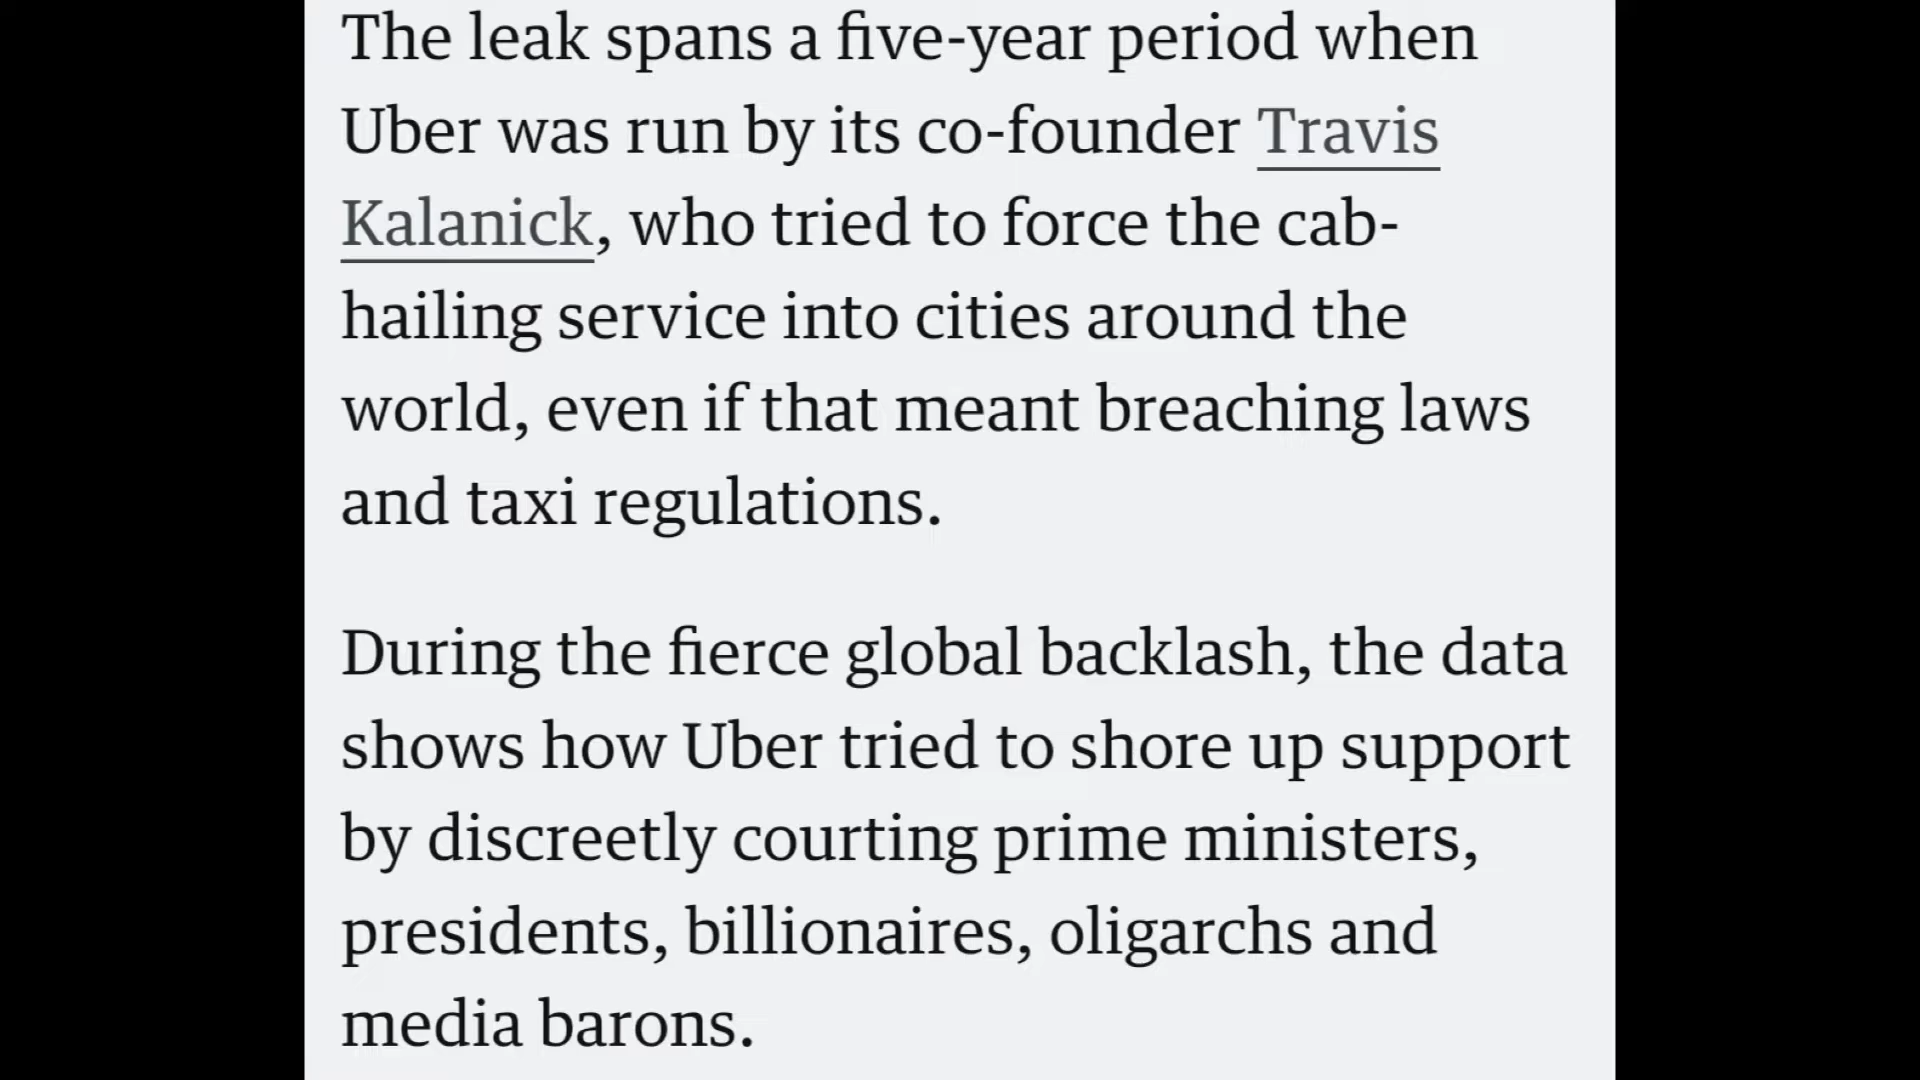 The leak spans a five-year period when
Uber was run by its co-founder Travis
Kalanick, who tried to force the cab-
hailing service into cities around the
world, even if that meant breaching laws
and taxi regulations.
During the fierce global backlash, the data
shows how Uber tried to shore up support
by discreetly courting prime ministers,
presidents, billionaires, oligarchs and
media barons.